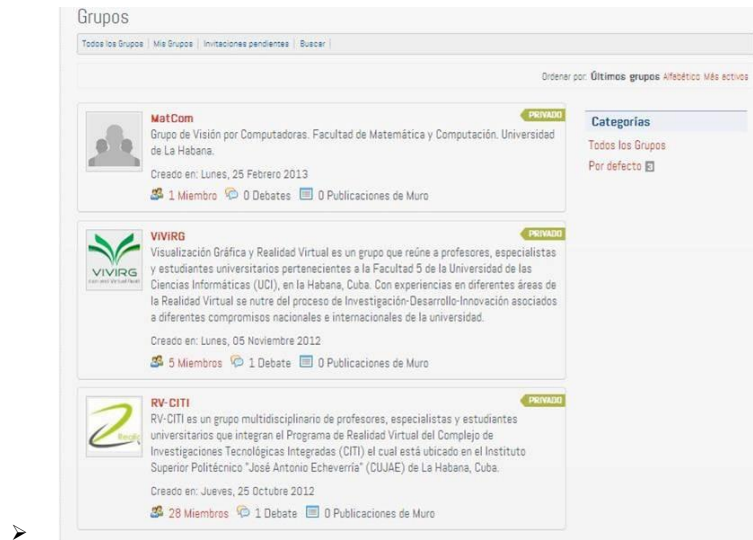 Grupos
Todos los Grupos | Mis Grupos | Invitaciones pendientes | Buscar |
Ordenar por: Últimos grupos Alfabético Más activos
MatCom
PRIVADO
Grupo de Visión por Computadoras. Facultad de Matemática y Computación. Universidad
de La Habana.
Creado en: Lunes, 25 Febrero 2013
1 Miembro 0 Debates 0 Publicaciones de Muro
Categorías
Todos los Grupos
Por defecto 3
VIVIRG
ViViRG
PRIVADO
Visualización Gráfica y Realidad Virtual es un grupo que reúne a profesores, especialistas
y estudiantes universitarios pertenecientes a la Facultad 5 de la Universidad de las
Ciencias Informáticas (UCI), en la Habana, Cuba. Con experiencias en diferentes áreas de
la Realidad Virtual se nutre del proceso de Investigación-Desarrollo-Innovación asociados
a diferentes compromisos nacionales e internacionales de la universidad.
Creado en: Lunes, 05 Noviembre 2012
5 Miembros 1 Debate 0 Publicaciones de Muro
RV-CITI
PRIVADO
RV-CITI es un grupo multidisciplinario de profesores, especialistas y estudiantes
universitarios que integran el Programa de Realidad Virtual del Complejo de
Investigaciones Tecnológicas Integradas (CITI) el cual está ubicado en el Instituto
Superior Politécnico "José Antonio Echeverría" (CUJAE) de La Habana, Cuba.
Creado en: Jueves, 25 Octubre 2012
28 Miembros 1 Debate 0 Publicaciones de Muro